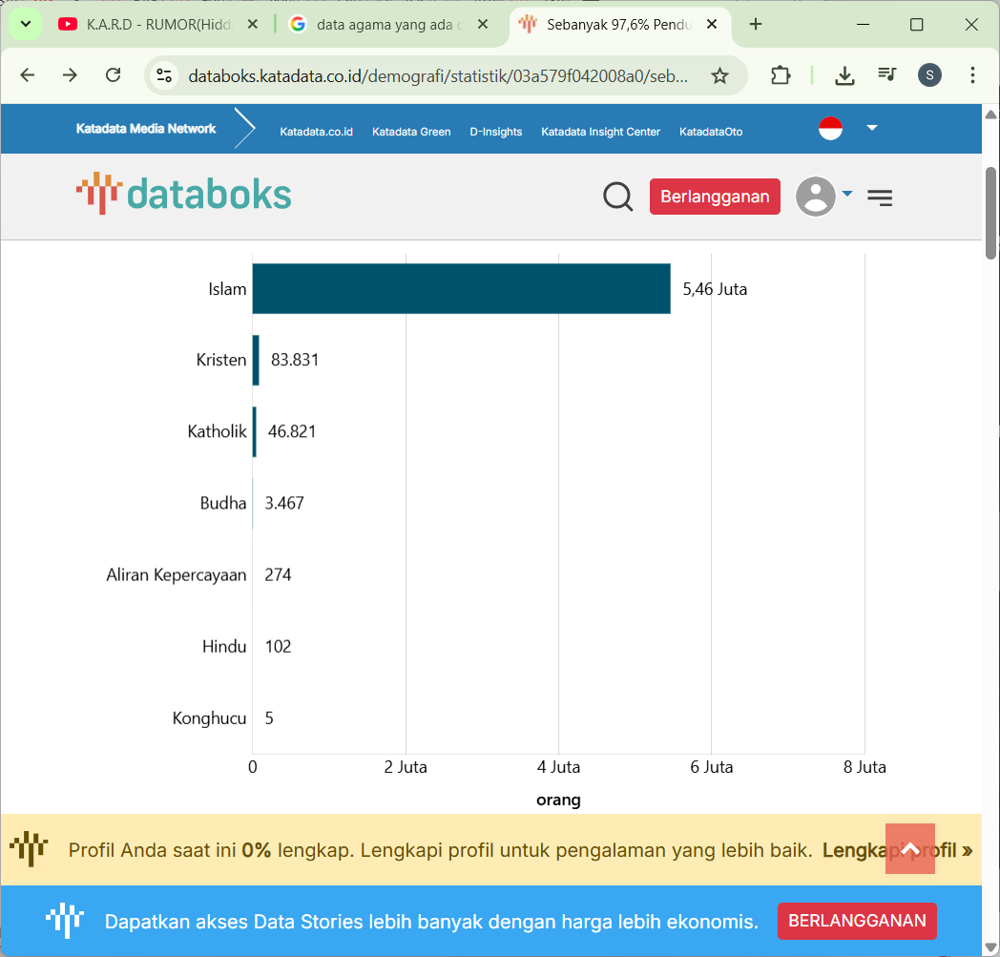 K.A.R.D - RUMOR(Hidd
data agama yang ada
Sebanyak 97,6% Pendu
databoks.katadata.co.id/demografi/statistik/03a579f042008a0/seb...
S
Katadata Media Network
Katadata.co.id
Katadata Green
D-Insights
Katadata Insight Center
KatadataOto
databoks
Berlangganan
Islam 5,46 Juta
Kristen 83.831
Katholik 46.821
Budha 3.467
Aliran Kepercayaan 274
Hindu 102
Konghucu 5
0 2 Juta 4 Juta 6 Juta 8 Juta
orang
Profil Anda saat ini 0% lengkap. Lengkapi profil untuk pengalaman yang lebih baik. Lengkapi profil »
Dapatkan akses Data Stories lebih banyak dengan harga lebih ekonomis. BERLANGGANAN